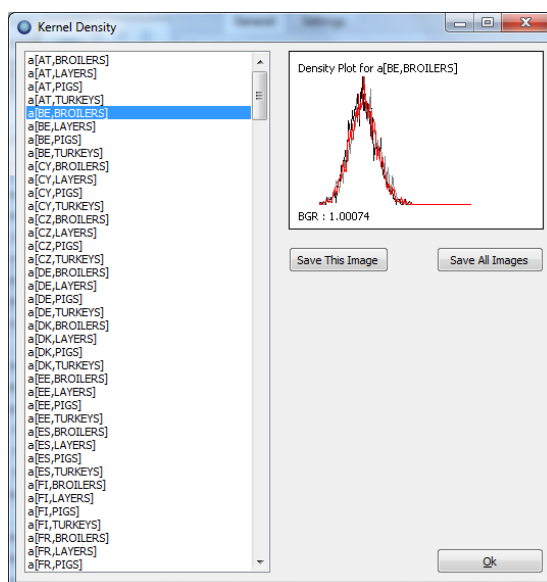 Kernel Density
General Settings
a[AT,BROILERS]
a[AT,LAYERS]
a[AT,PIGS]
a[AT,TURKEYS]
a[BE,BROILERS]
a[BE,LAYERS]
a[BE,PIGS]
a[BE,TURKEYS]
a[CY,BROILERS]
a[CY,LAYERS]
a[CY,PIGS]
a[CY,TURKEYS]
a[CZ,BROILERS]
a[CZ,LAYERS]
a[CZ,PIGS]
a[CZ,TURKEYS]
a[DE,BROILERS]
a[DE,LAYERS]
a[DE,PIGS]
a[DE,TURKEYS]
a[DK,BROILERS]
a[DK,LAYERS]
a[DK,PIGS]
a[DK,TURKEYS]
a[EE,BROILERS]
a[EE,LAYERS]
a[EE,PIGS]
a[EE,TURKEYS]
a[ES,BROILERS]
a[ES,LAYERS]
a[ES,PIGS]
a[ES,TURKEYS]
a[FI,BROILERS]
a[FI,LAYERS]
a[FI,PIGS]
a[FI,TURKEYS]
a[FR,BROILERS]
a[FR,LAYERS]
a[FR,PIGS]
Density Plot for a[BE,BROILERS]
BGR : 1.00074
Save This Image
Save All Images
Ok